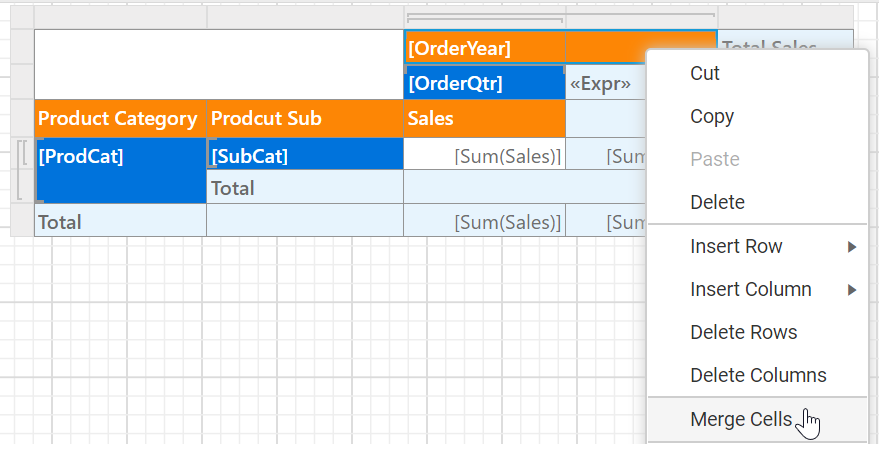 [OrderYear] Total Sales
[OrderQtr] «Expr»
Product Category Prodcut Sub Sales
[ProdCat] [SubCat] [Sum(Sales)] [Sum
Total
Total [Sum(Sales)] [Sum
Cut
Copy
Paste
Delete
Insert Row
Insert Column
Delete Rows
Delete Columns
Merge Cells